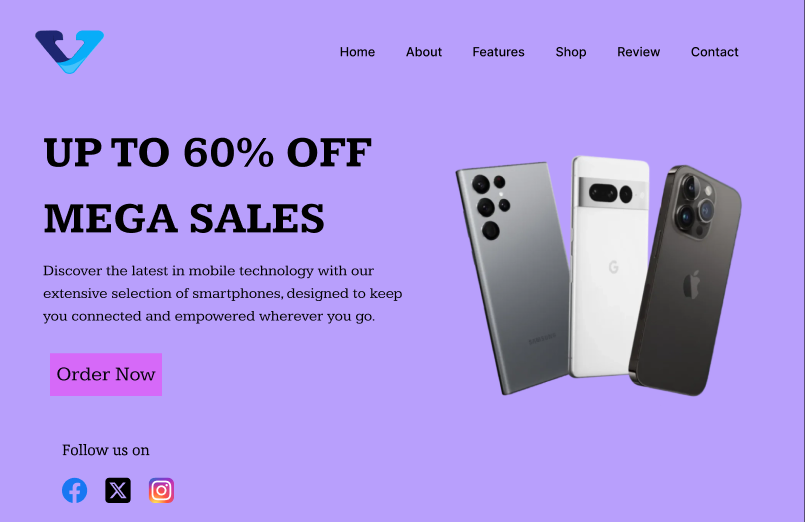 Home About Features Shop Review Contact
UP TO 60% OFF
MEGA SALES
Discover the latest in mobile technology with our
extensive selection of smartphones, designed to keep
you connected and empowered wherever you go.
Order Now
Follow us on
SAMSUNG
G